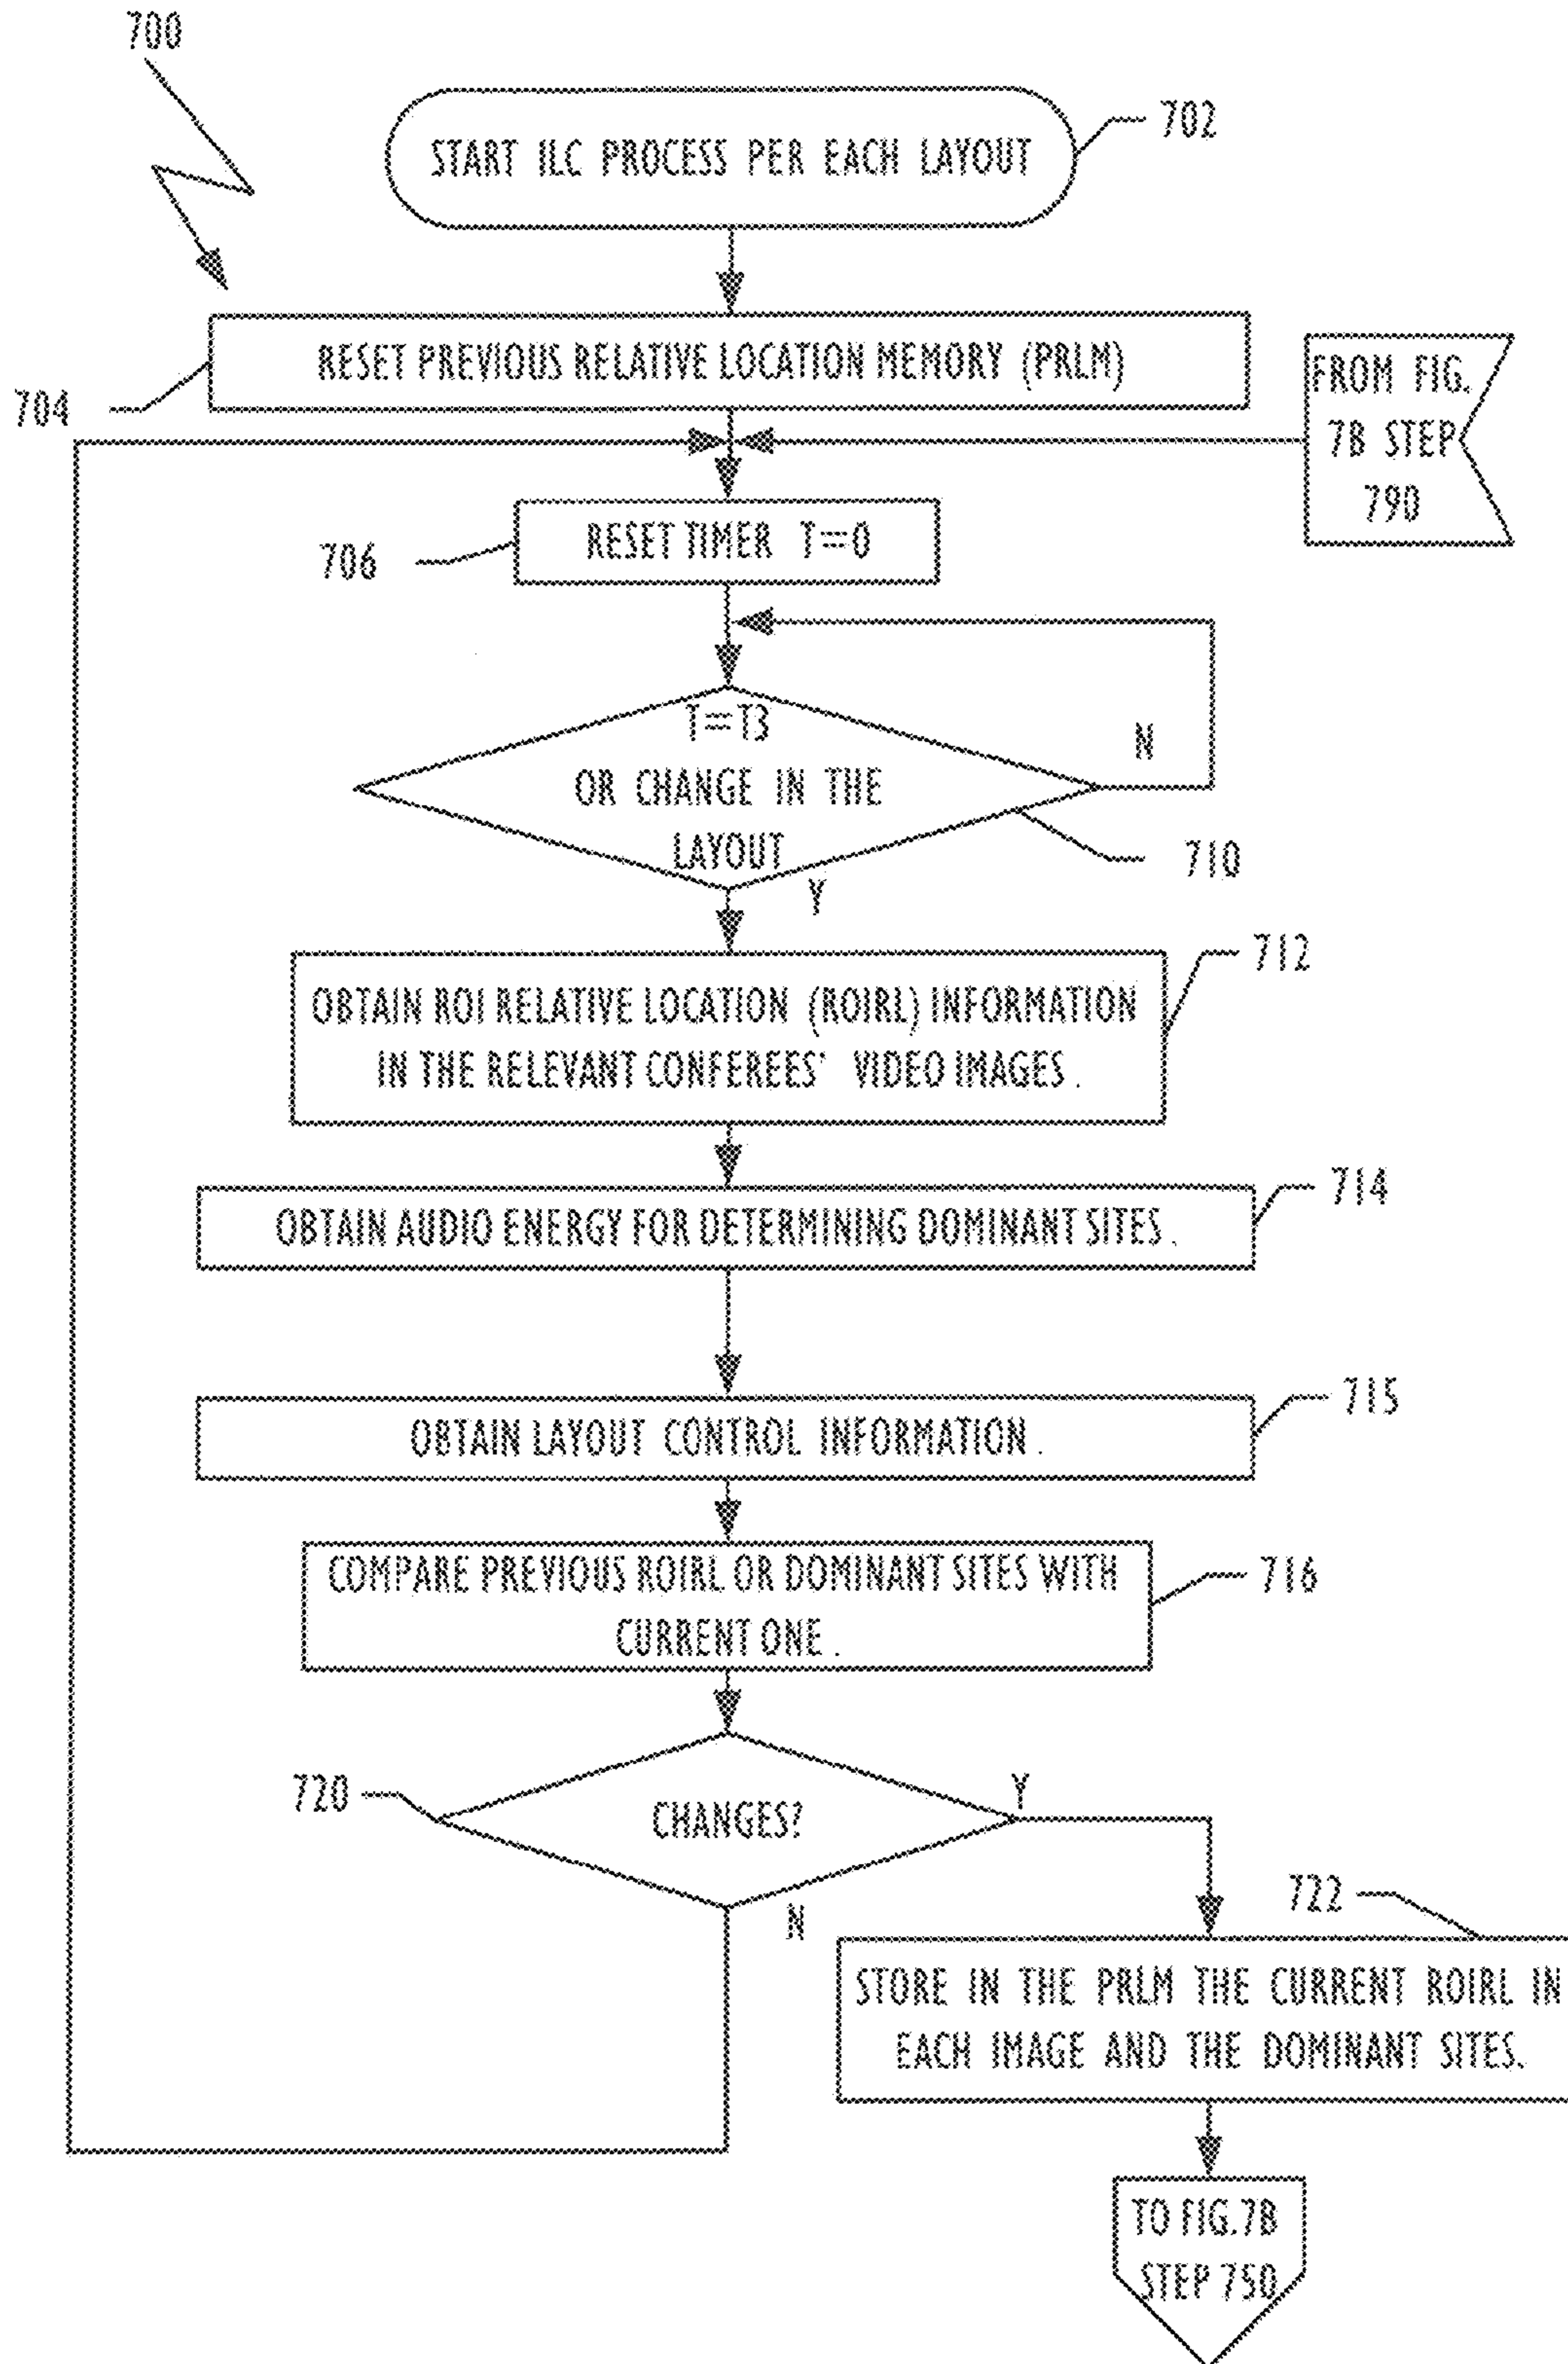 700
START ILC PROCESS PER EACH LAYOUT
702
RESET PREVIOUS RELATIVE LOCATION MEMORY (PRLM)
704
FROM FIG.
7B STEP
790
RESET TIMER T=0
706
T=T3
OR CHANGE IN THE
LAYOUT
N
710
Y
OBTAIN ROI RELATIVE LOCATION (ROIRL) INFORMATION
IN THE RELEVANT CONFEREES' VIDEO IMAGES.
712
OBTAIN AUDIO ENERGY FOR DETERMINING DOMINANT SITES.
714
OBTAIN LAYOUT CONTROL INFORMATION.
715
COMPARE PREVIOUS ROIRL OR DOMINANT SITES WITH
CURRENT ONE.
716
720
CHANGES?
Y
N
722
STORE IN THE PRLM THE CURRENT ROIRL IN
EACH IMAGE AND THE DOMINANT SITES.
TO FIG.7B
STEP 750